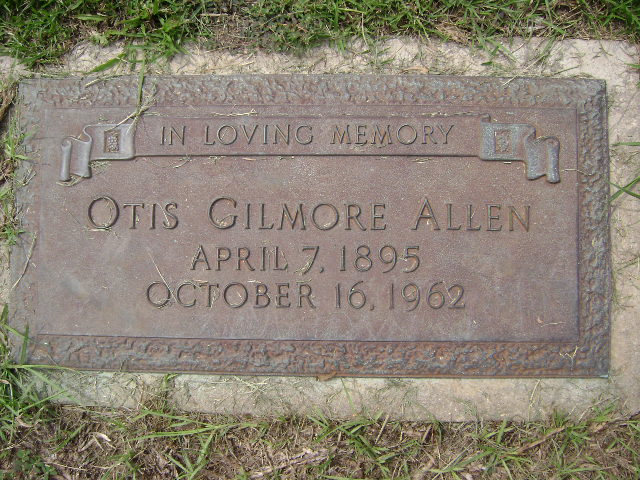 IN LOVING MEMORY
OTIS GILMORE ALLEN
APRIL 7, 1895
OCTOBER 16, 1962